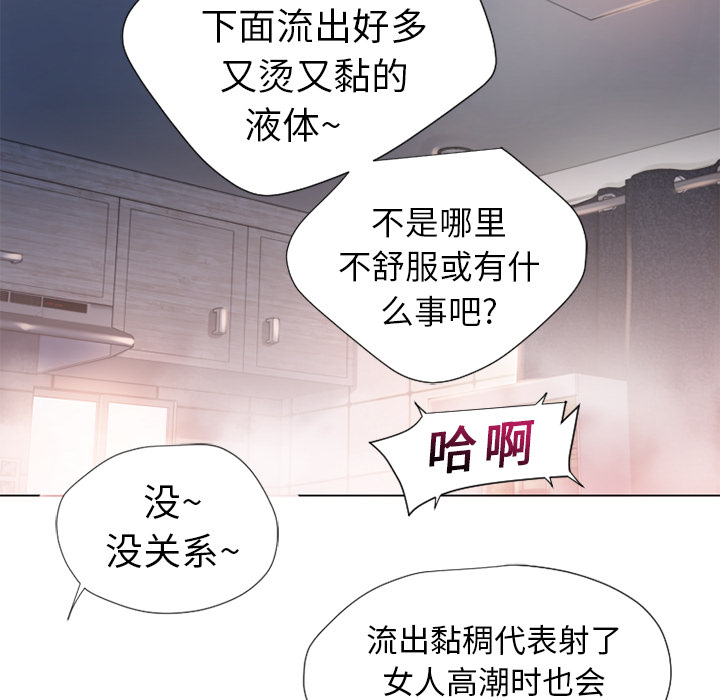 下面流出好多
又烫又黏的
液体~
不是哪里
不舒服或有什
么事吧?
哈啊
没~
没关系~
流出黏稠代表射了
女人高潮时也会